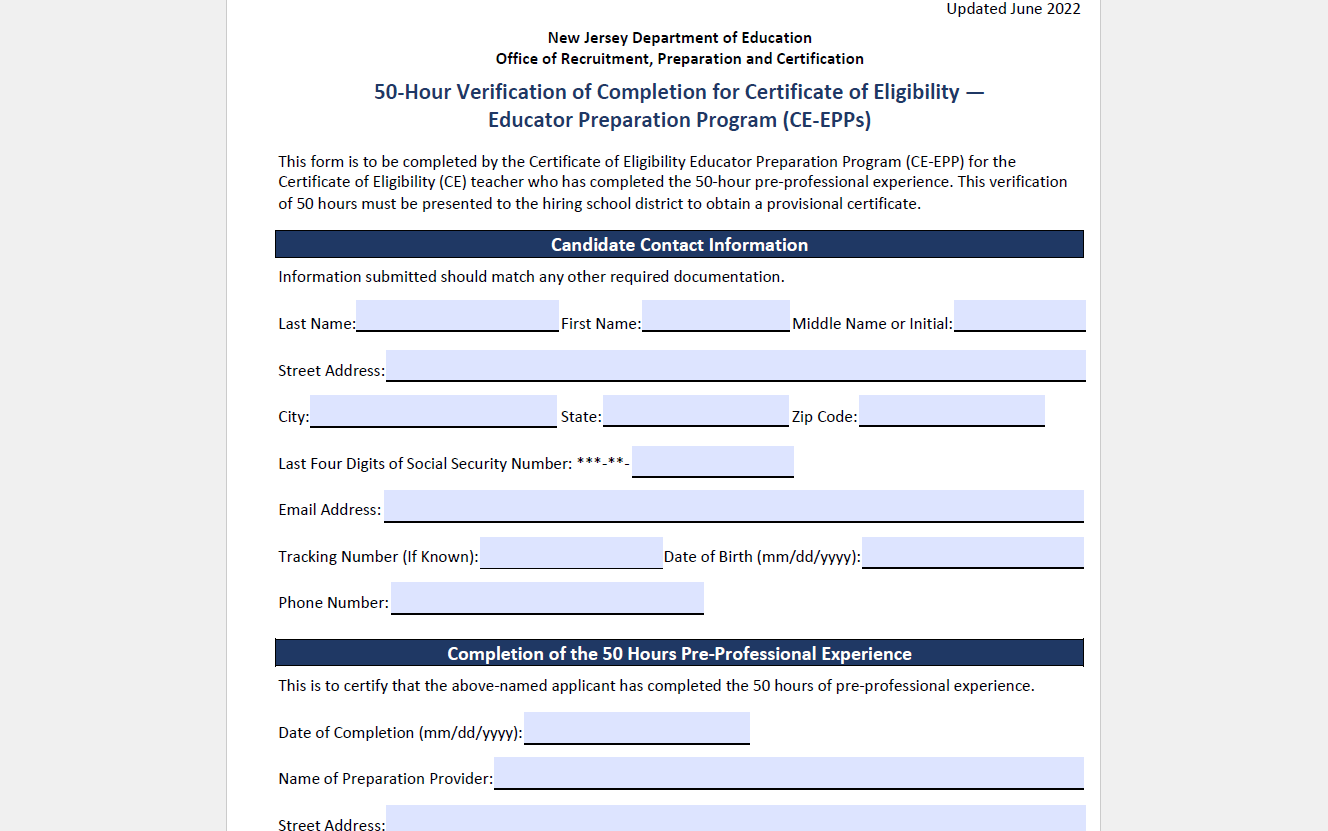 Updated June 2022
New Jersey Department of Education
Office of Recruitment, Preparation and Certification
50-Hour Verification of Completion for Certificate of Eligibility —
Educator Preparation Program (CE-EPPs)
This form is to be completed by the Certificate of Eligibility Educator Preparation Program (CE-EPP) for the
Certificate of Eligibility (CE) teacher who has completed the 50-hour pre-professional experience. This verification
of 50 hours must be presented to the hiring school district to obtain a provisional certificate.
Candidate Contact Information
Information submitted should match any other required documentation.
Last Name: First Name: Middle Name or Initial:
Street Address:
City: State: Zip Code:
Last Four Digits of Social Security Number: ***-**-
Email Address:
Tracking Number (If Known): Date of Birth (mm/dd/yyyy):
Phone Number:
Completion of the 50 Hours Pre-Professional Experience
This is to certify that the above-named applicant has completed the 50 hours of pre-professional experience.
Date of Completion (mm/dd/yyyy):
Name of Preparation Provider:
Street Address: